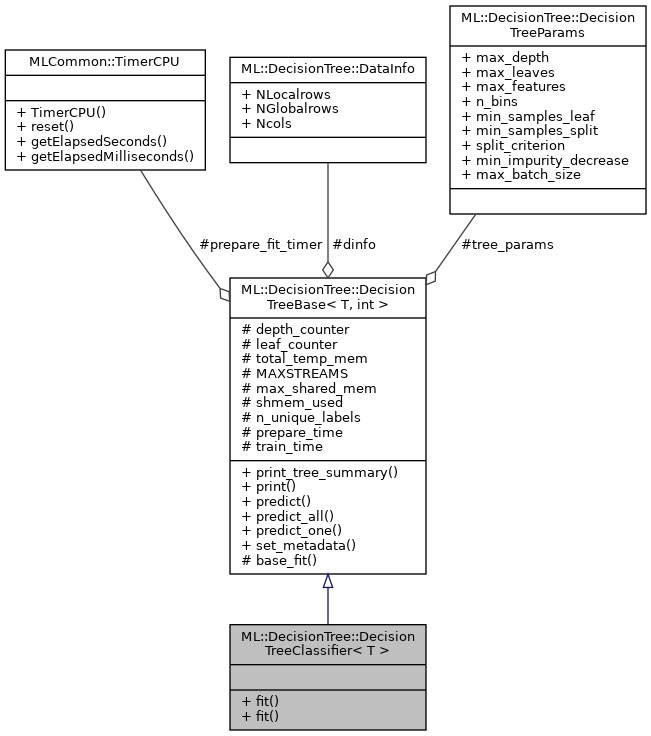 MLCommon::TimerCPU
+ TimerCPU()
+ reset()
+ getElapsedSeconds()
+ getElapsedMilliseconds()
ML::DecisionTree::DataInfo
+ NLocalrows
+ NGlobalrows
+ Ncols
ML::DecisionTree::Decision
TreeParams
+ max_depth
+ max_leaves
+ max_features
+ n_bins
+ min_samples_leaf
+ min_samples_split
+ split_criterion
+ min_impurity_decrease
+ max_batch_size
#prepare_fit_timer
#dinfo
#tree_params
ML::DecisionTree::Decision
TreeBase< T, int >
# depth_counter
# leaf_counter
# total_temp_mem
# MAXSTREAMS
# max_shared_mem
# shmem_used
# n_unique_labels
# prepare_time
# train_time
+ print_tree_summary()
+ print()
+ predict()
+ predict_all()
+ predict_one()
+ set_metadata()
# base_fit()
ML::DecisionTree::Decision
TreeClassifier< T >
+ fit()
+ fit()